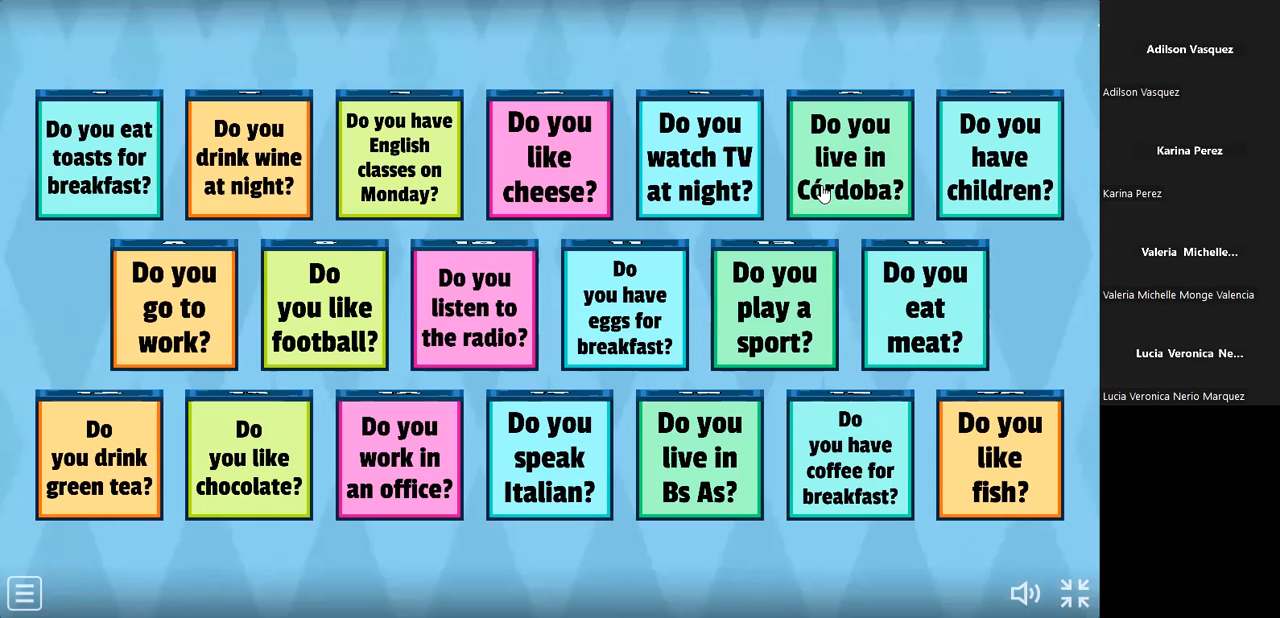 Do you eat
toasts for
breakfast?
Do you
drink wine
at night?
Do you have
English
classes on
Monday?
Do you
like
cheese?
Do you
watch TV
at night?
Do you
live in
Córdoba?
Do you
have
children?
Do you
go to
work?
Do
you like
football?
Do you
listen to
the radio?
Do
you have
eggs for
breakfast?
Do you
play a
sport?
Do you
eat
meat?
Do
you drink
green tea?
Do
you like
chocolate?
Do you
work in
an office?
Do you
speak
Italian?
Do you
live in
Bs As?
Do
you have
coffee for
breakfast?
Do you
like
fish?
Adilson Vasquez
Adilson Vasquez
Karina Perez
Karina Perez
Valeria Michelle...
Valeria Michelle Monge Valencia
Lucia Veronica Ne...
Lucia Veronica Nerio Marquez